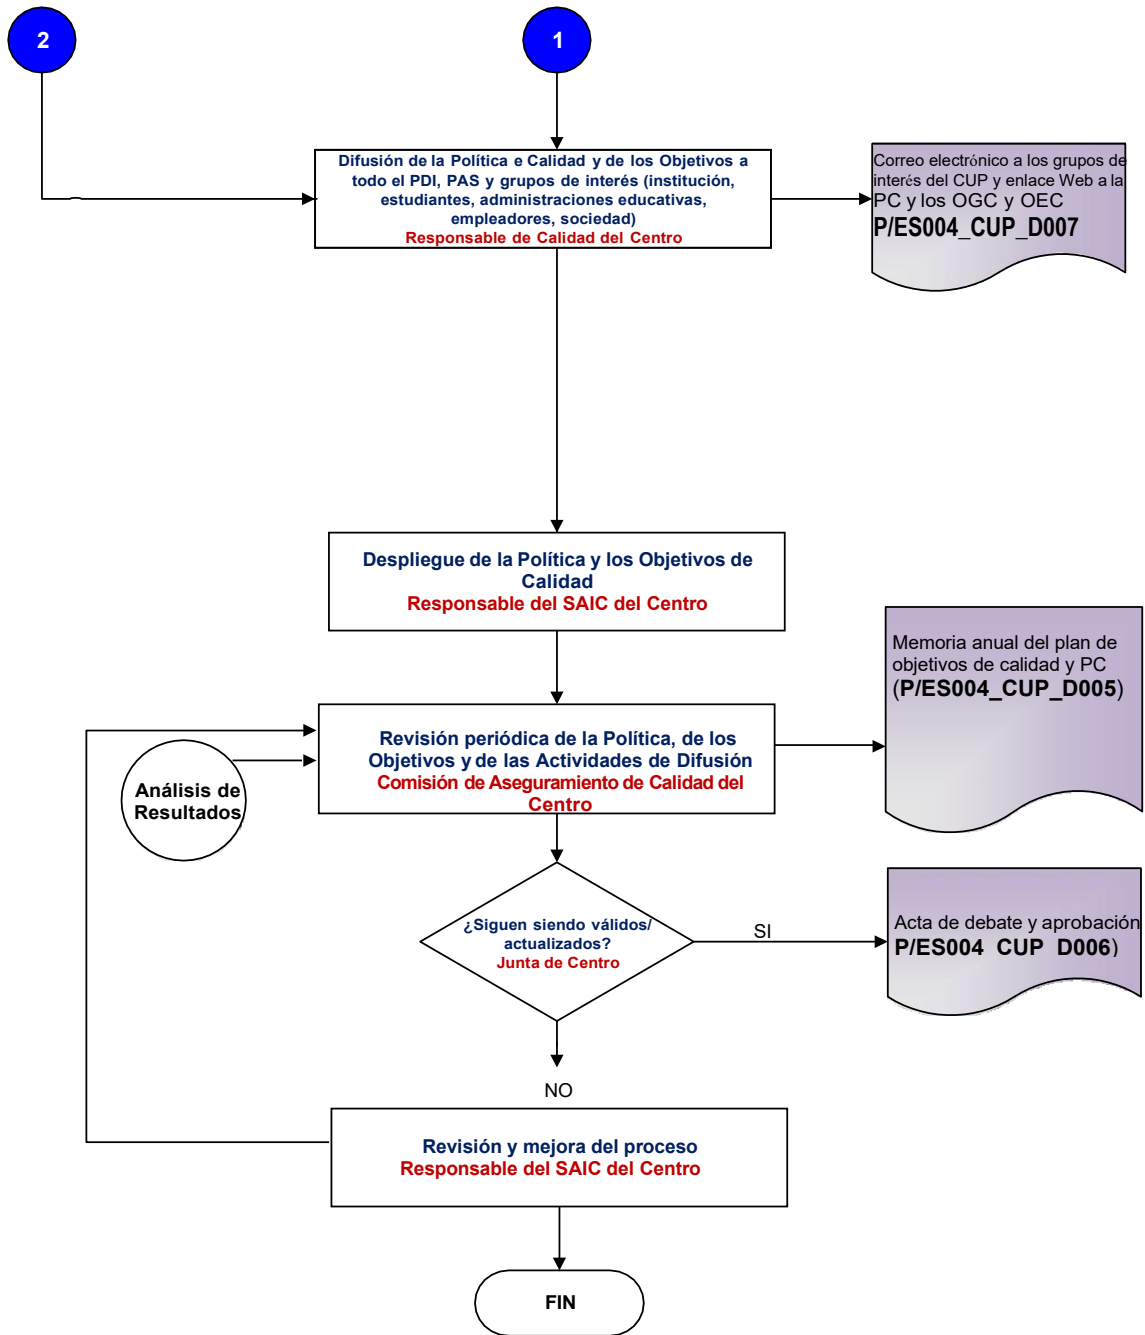 2
1
Difusión de la Política e Calidad y de los Objetivos a
todo el PDI, PAS y grupos de interés (institución,
estudiantes, administraciones educativas,
empleadores, sociedad)
Responsable de Calidad del Centro
Correo electrónico a los grupos de
interés del CUP y enlace Web a la
PC y los OGC y OEC
P/ES004_CUP_D007
Despliegue de la Política y los Objetivos de
Calidad
Responsable del SAIC del Centro
Memoria anual del plan de
objetivos de calidad y PC
(P/ES004_CUP_D005)
Revisión periódica de la Política, de los
Objetivos y de las Actividades de Difusión
Comisión de Aseguramiento de Calidad del
Centro
Análisis de
Resultados
¿Siguen siendo válidos/
actualizados?
Junta de Centro
SI
Acta de debate y aprobación
P/ES004_CUP_D006)
NO
Revisión y mejora del proceso
Responsable del SAIC del Centro
FIN